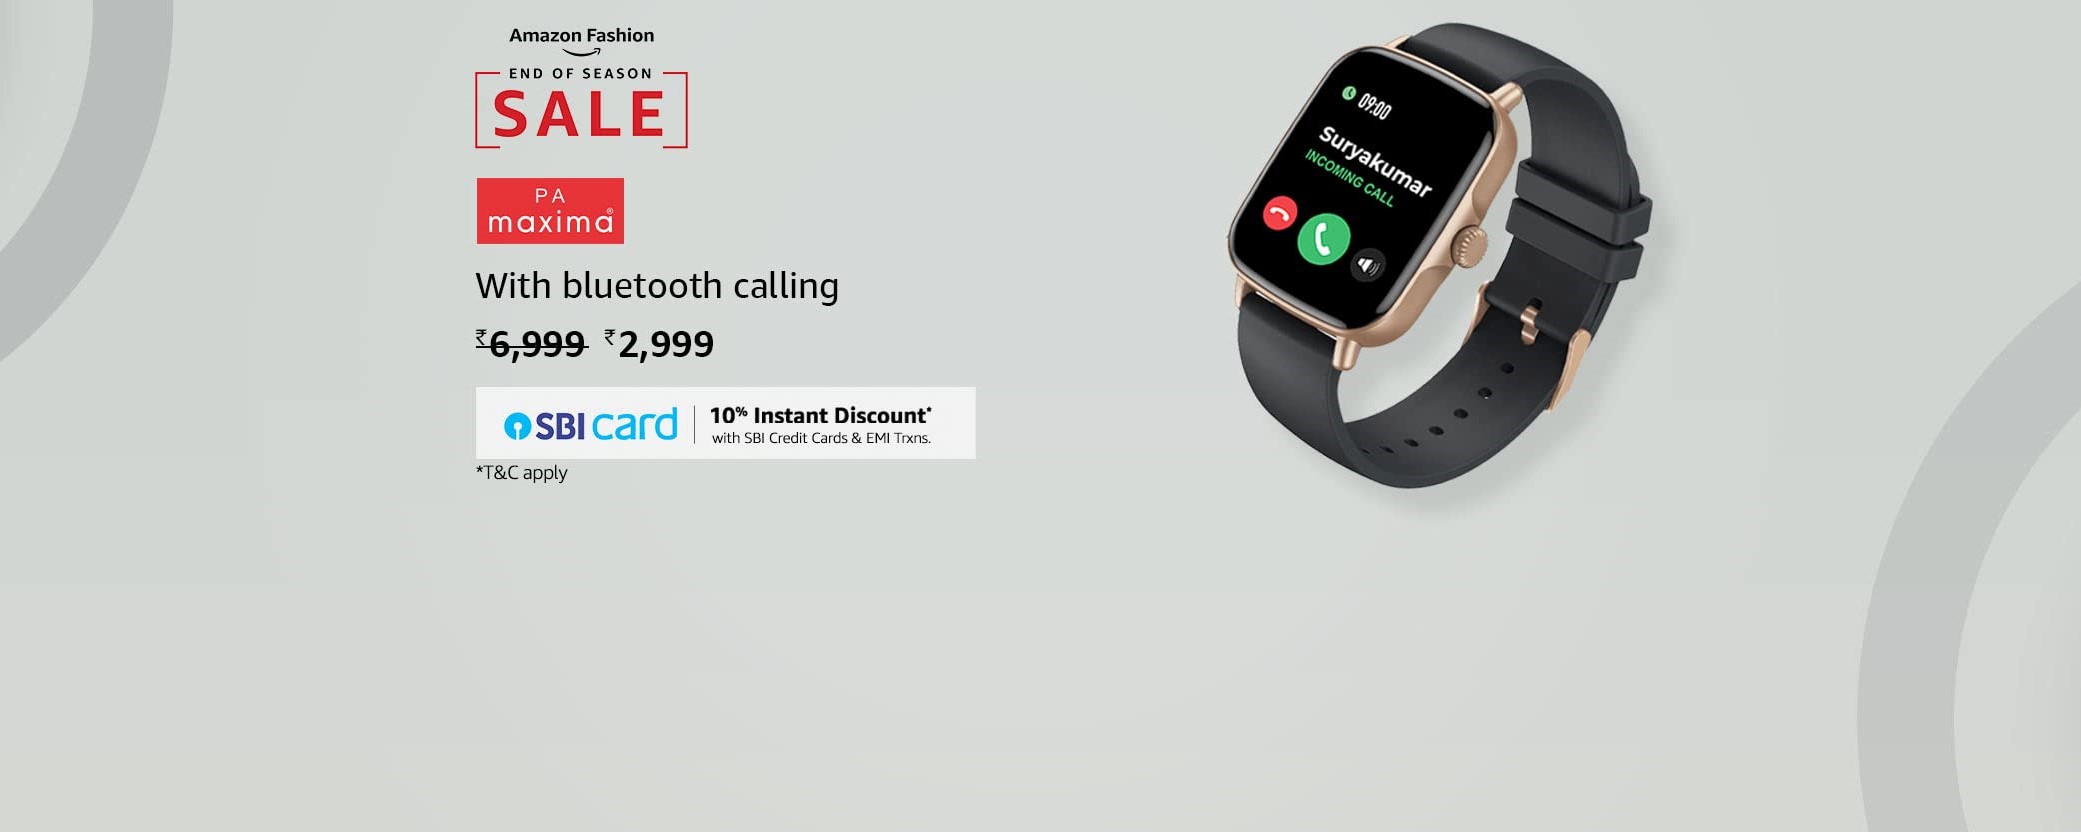 Amazon Fashion
END OF SEASON
SALE
PA
maxima®
With bluetooth calling
₹6,999 ₹2,999
SBI card
10% Instant Discount*
with SBI Credit Cards & EMI Trxns.
*T&C apply
09:00
Suryakumar
INCOMING CALL